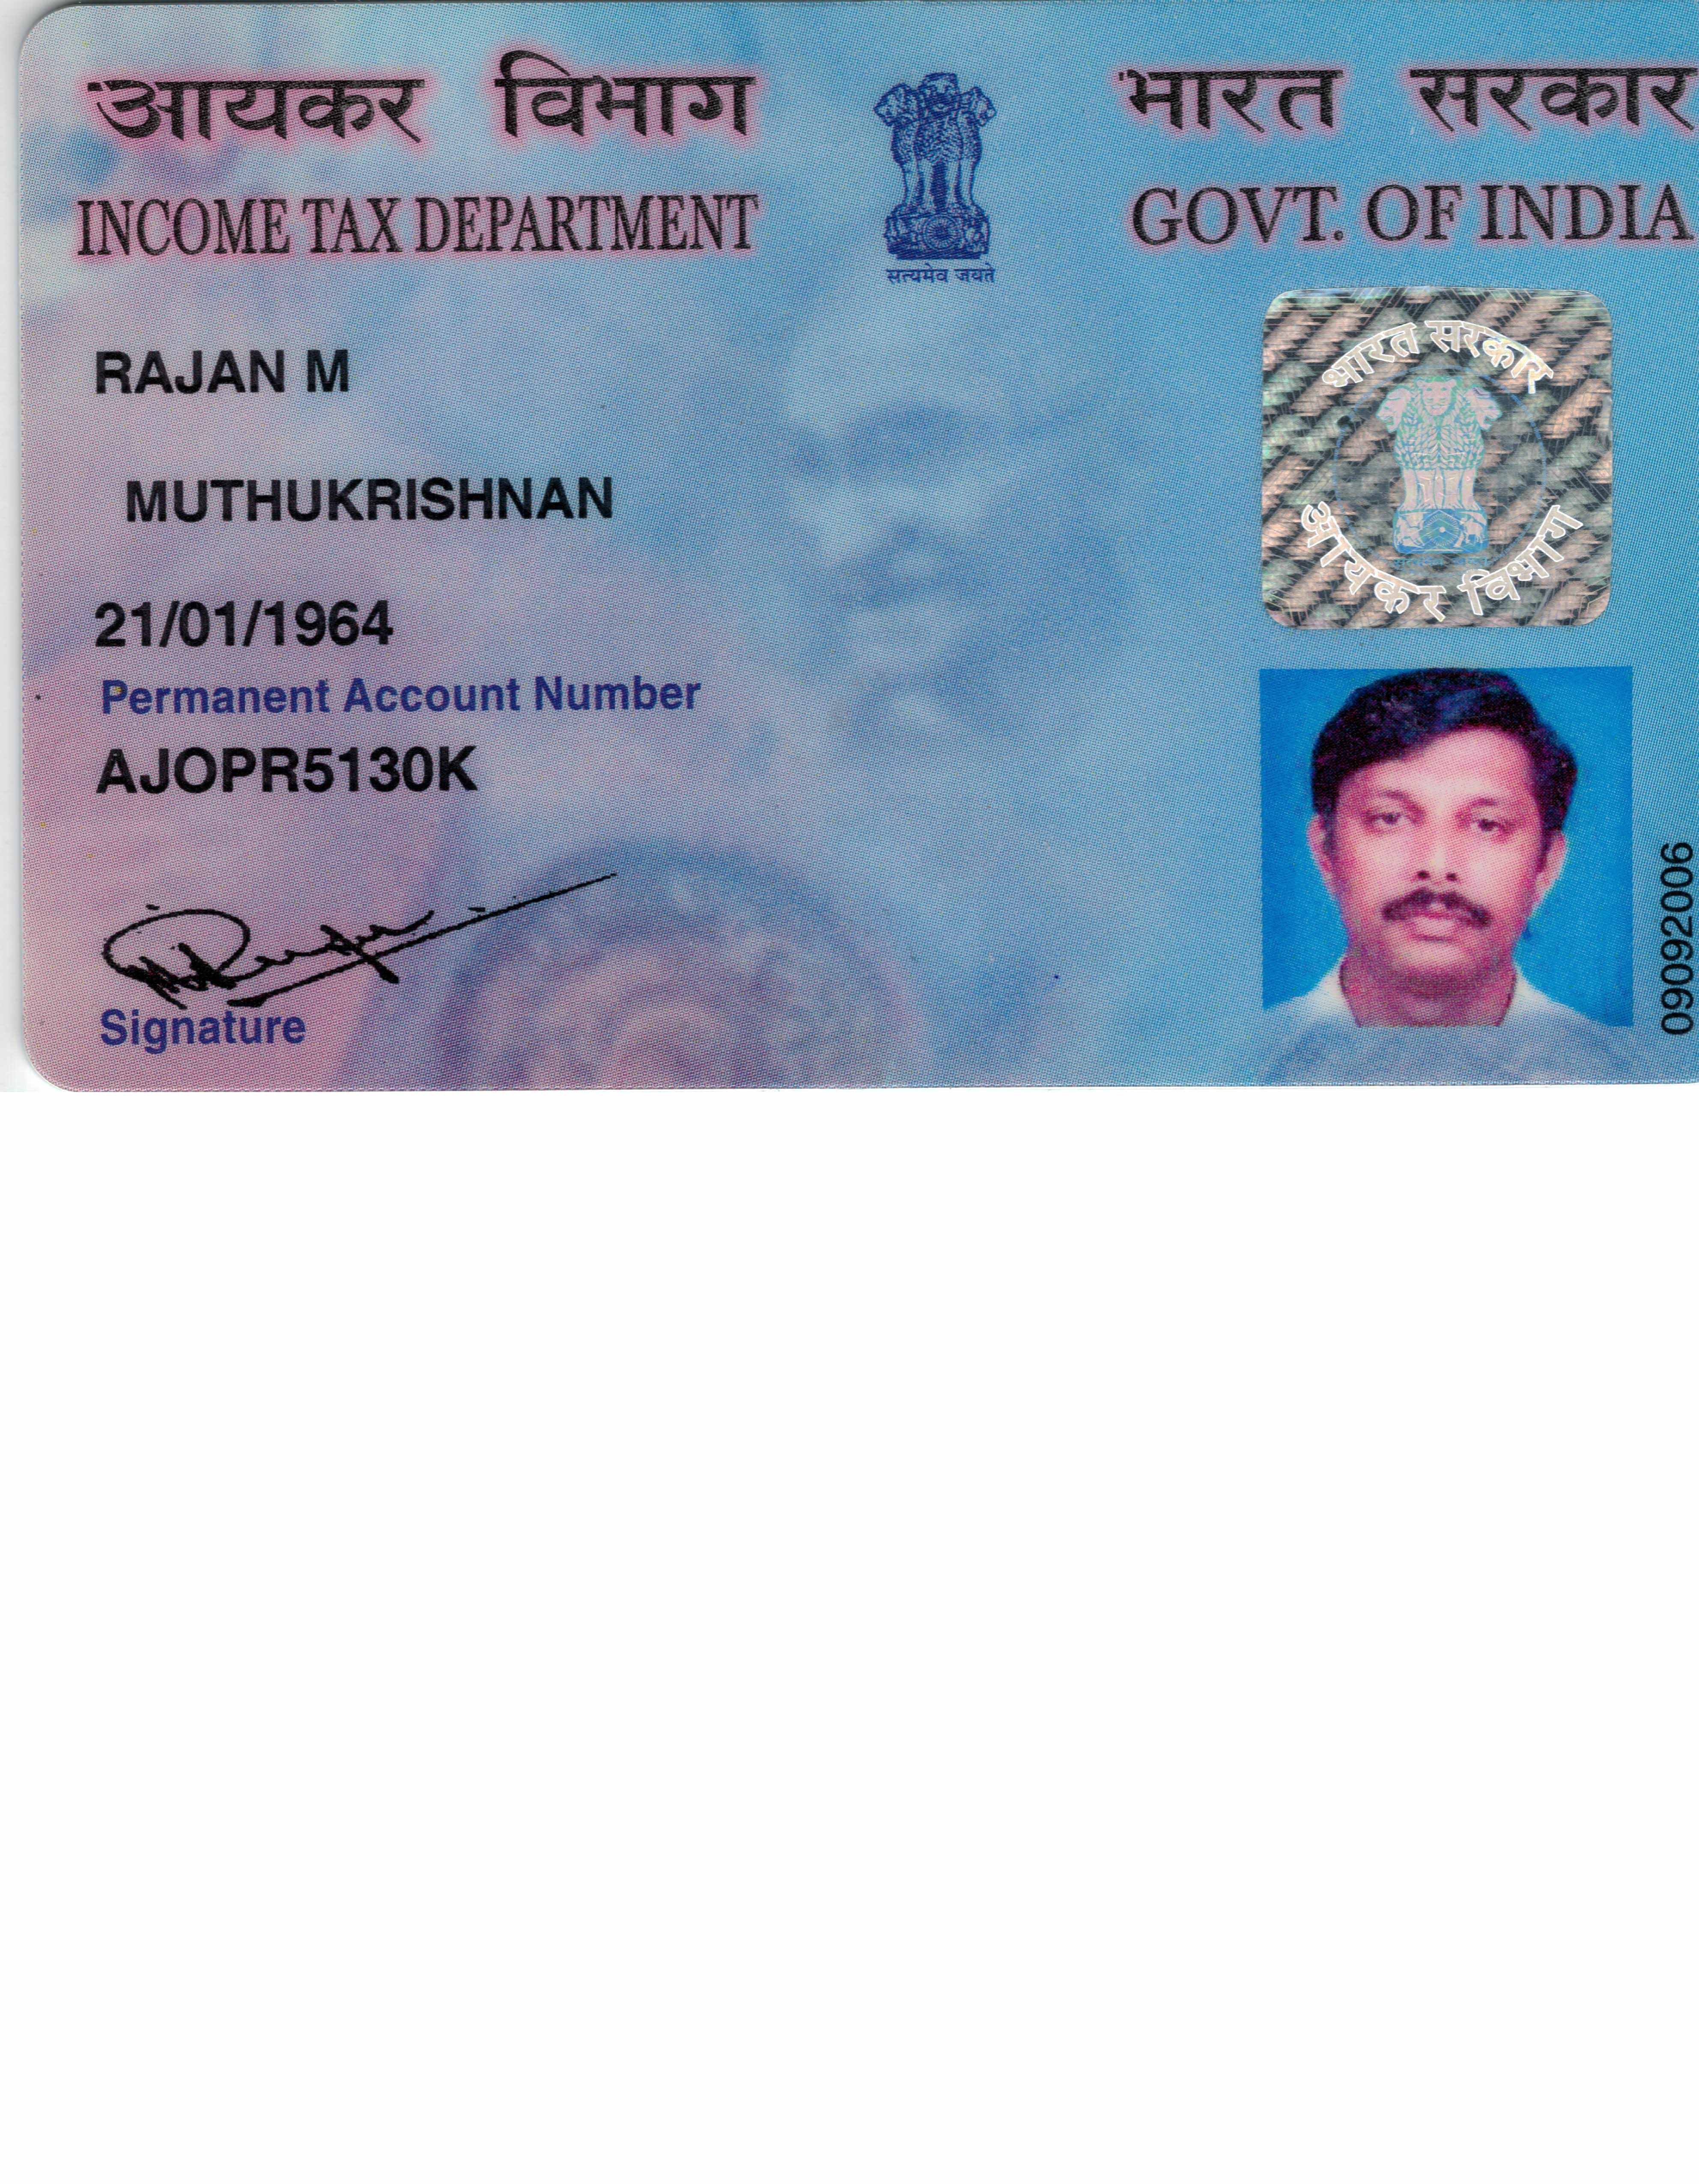 आयकर विभाग
INCOME TAX DEPARTMENT
सत्यमेव जयते
भारत सरकार
GOVT. OF INDIA
भारत सरकार
आयकर विभाग
RAJAN M
MUTHUKRISHNAN
21/01/1964
Permanent Account Number
AJOPR5130K
Signature
09092006